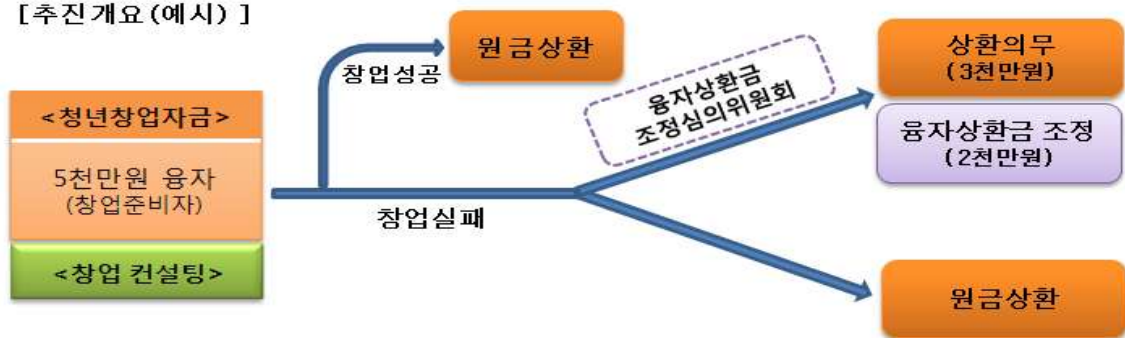 [추진개요(예시) ]
<청년창업자금>
5천만원 융자
(창업준비자)
<창업 컨설팅>
창업성공
원금상환
창업실패
융자상환금
조정심의위원회
상환의무
(3천만원)
융자상환금 조정
(2천만원)
원금상환